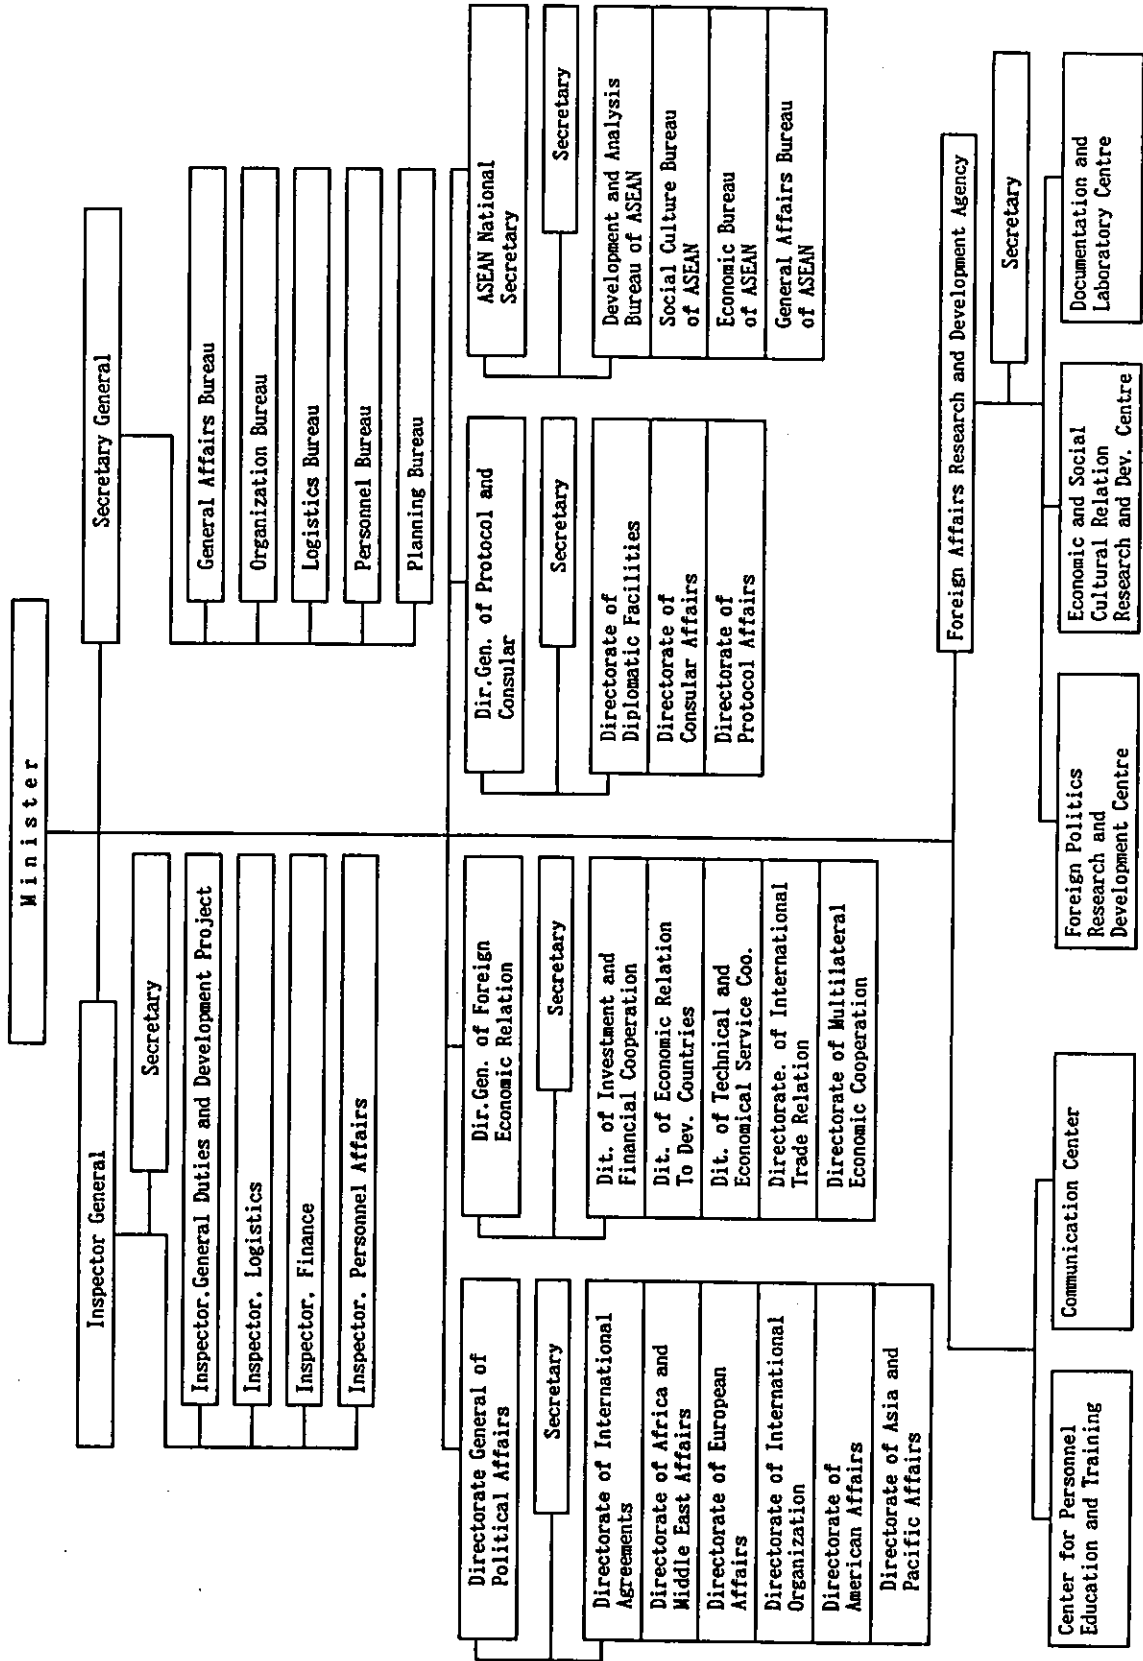 Minister
Inspector General
Secretary
Inspector.General Duties and Development Project
Inspector, Logistics
Inspector, Finance
Inspector. Personnel Affairs
Secretary General
General Affairs Bureau
Organization Bureau
Logistics Bureau
Personnel Bureau
Planning Bureau
Directorate General of
Political Affairs
Secretary
Directorate of International
Agreements
Directorate of Africa and
Middle East Affairs
Directorate of European
Affairs
Directorate of International
Organization
Directorate of
American Affairs
Directorate of Asia and
Pacific Affairs
Dir.Gen. of Foreign
Economic Relation
Secretary
Dit. of Investment and
Financial Cooperation
Dit. of Economic Relation
To Dev. Countries
Dit. of Technical and
Economical Service Coo.
Directorate. of International
Trade Relation
Directorate of Multilateral
Economic Cooperation
Dir.Gen. of Protocol and
Consular
Secretary
Directorate of
Diplomatic Facilities
Directorate of
Consular Affairs
Directorate of
Protocol Affairs
ASEAN National
Secretary
Secretary
Development and Analysis
Bureau of ASEAN
Social Culture Bureau
of ASEAN
Economic Bureau
of ASEAN
General Affairs Bureau
of ASEAN
Center for Personnel
Education and Training
Communication Center
Foreign Affairs Research and Development Agency
Secretary
Foreign Politics
Research and
Development Centre
Economic and Social
Cultural Relation
Research and Dev. Centre
Documentation and
Laboratory Centre